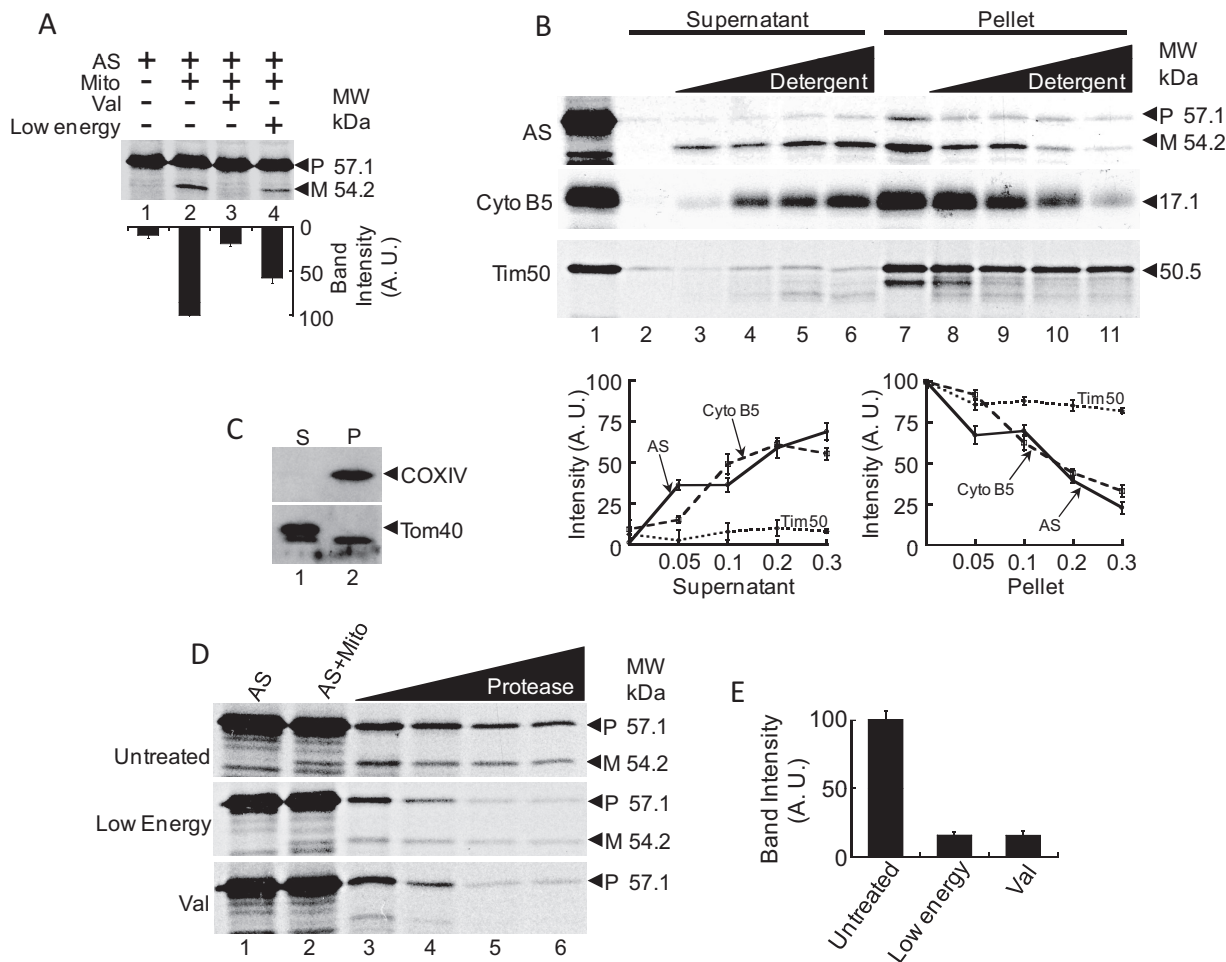 A
AS + + + +
Mito - + + +
Val - - + -
Low energy - - - +
MW
kDa
P 57.1
M 54.2
1 2 3 4
0
50
100
Band
Intensity
(A. U.)
B
Supernatant Pellet
Detergent Detergent
MW
kDa
AS
P 57.1
M 54.2
Cyto B5
17.1
Tim50
50.5
1 2 3 4 5 6 7 8 9 10 11
Intensity (A. U.)
100
75
50
25
0
AS
Cyto B5
Tim50
0.05 0.1 0.2 0.3
Supernatant
Intensity (A. U.)
100
75
50
25
0
Tim50
Cyto B5
AS
0.05 0.1 0.2 0.3
Pellet
C
S P
COXIV
Tom40
1 2
D
AS
AS+Mito
Protease
MW
kDa
Untreated
P 57.1
M 54.2
Low Energy
P 57.1
M 54.2
Val
P 57.1
1 2 3 4 5 6
E
Band Intensity
(A. U.)
100
50
0
Untreated
Low energy
Val